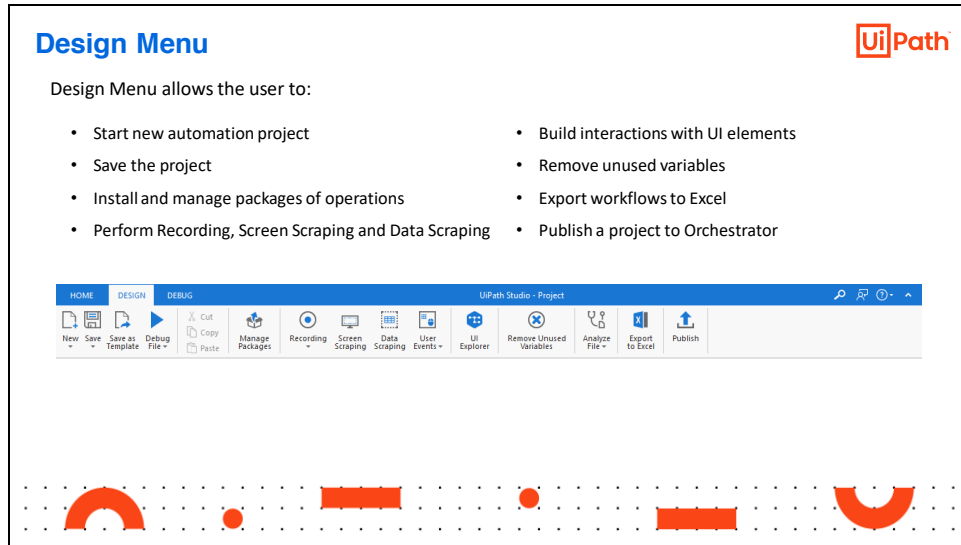 Design Menu
UiPath
Design Menu allows the user to:
• Start new automation project
• Save the project
• Install and manage packages of operations
• Perform Recording, Screen Scraping and Data Scraping
• Build interactions with UI elements
• Remove unused variables
• Export workflows to Excel
• Publish a project to Orchestrator
HOME DESIGN DEBUG UiPath Studio - Project
Cut
Copy
Paste
New Save Save as Debug Manage Recording Screen Data User UI Remove Unused Analyze Export Publish
Template File Packages Scraping Scraping Events Explorer Variables File to Excel